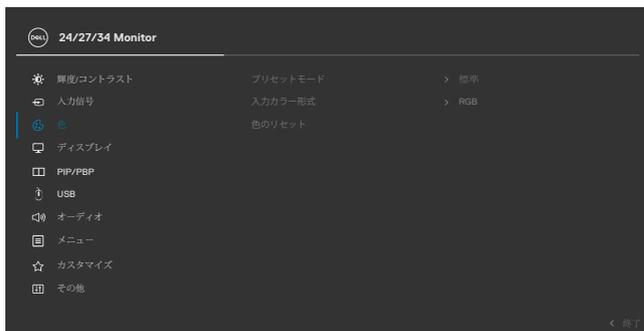 DELL 24/27/34 Monitor
輝度/コントラスト プリセットモード > 標準
入力信号 入力カラー形式 > RGB
色 色のリセット
ディスプレイ
PIP/PBP
USB
オーディオ
メニュー
カスタマイズ
その他
< 終了